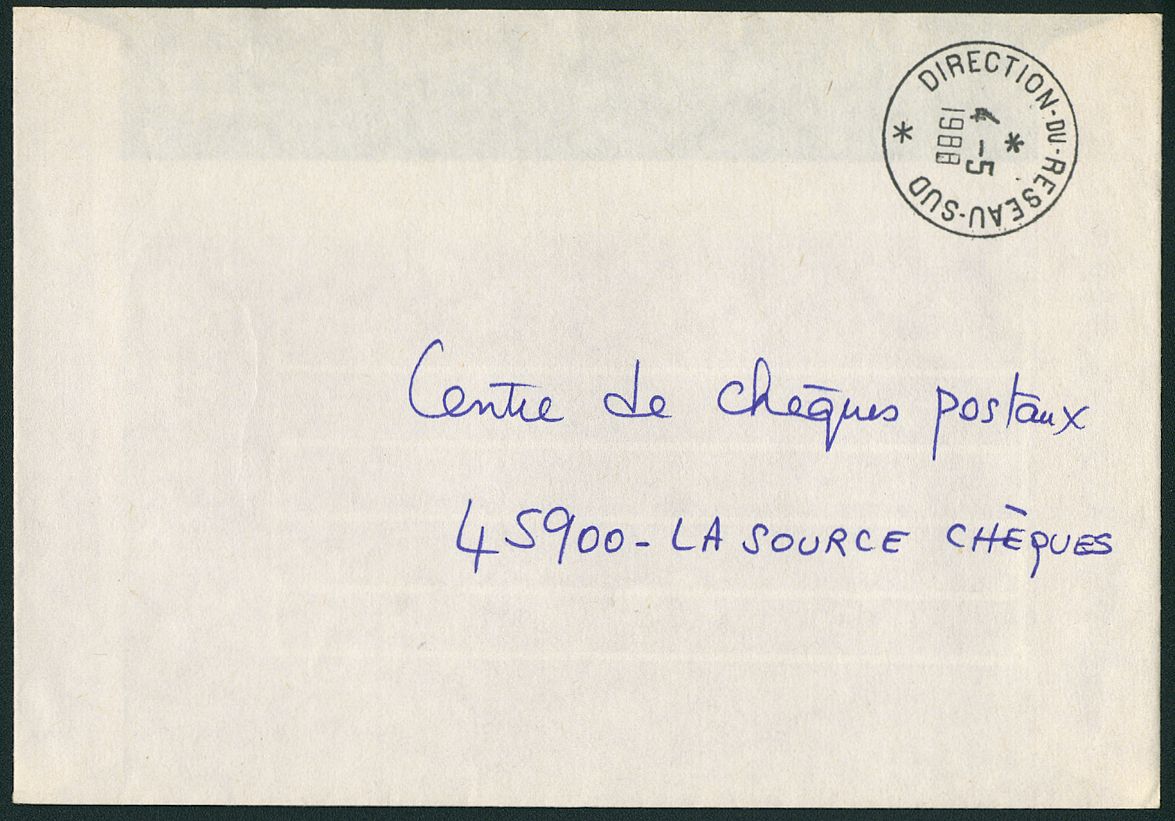 DIRECTION-DU-RESEAU-SUD
4-5
1988
Centre de chèques postaux
45900-LA SOURCE CHÈQUES